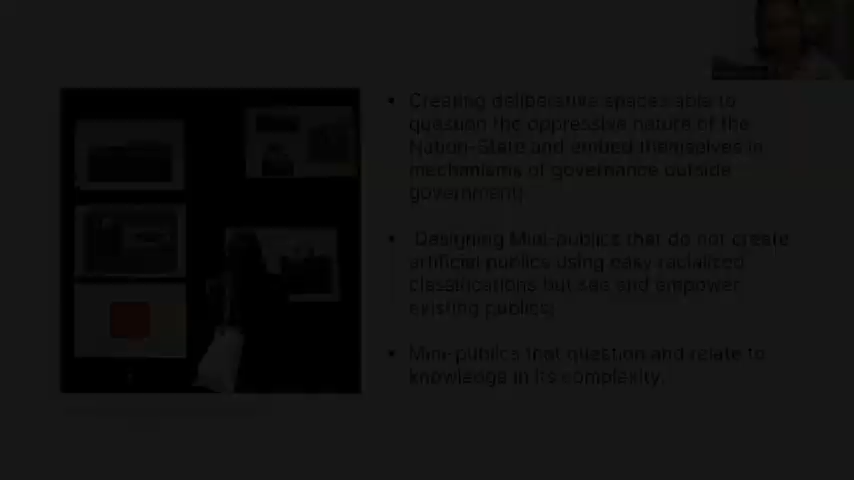 • Creating deliberative spaces able to
question the oppressive nature of the
Nation-State and embed themselves in
mechanisms of governance outside
government;
• Designing Mini-publics that do not create
artificial publics using easy racialized
classifications but see and empower
existing publics;
• Mini-publics that question and relate to
knowledge in its complexity.